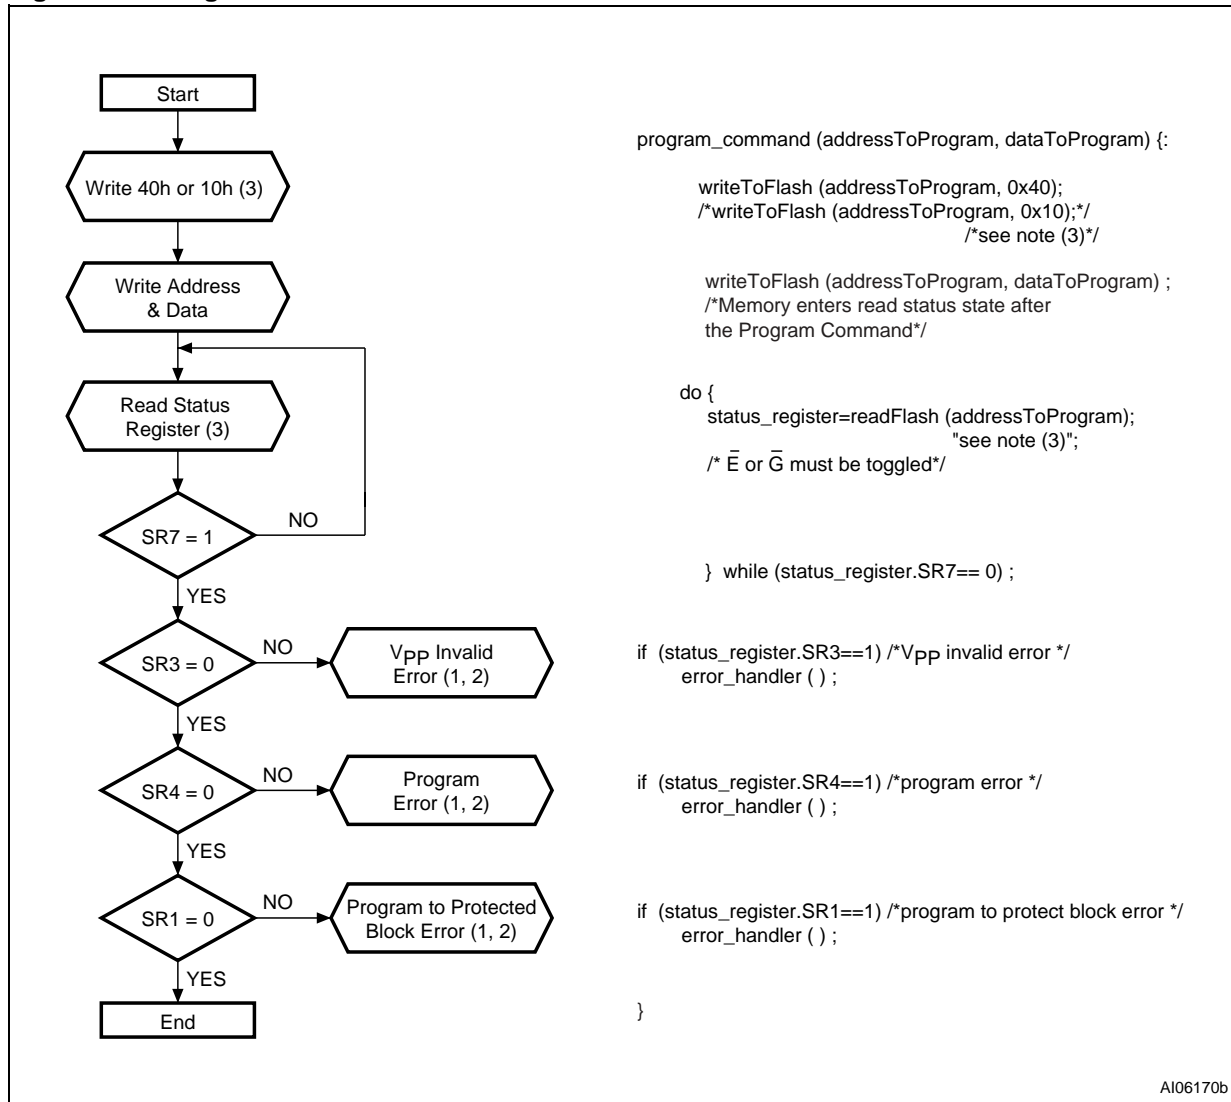 Start
Write 40h or 10h (3)
Write Address
& Data
Read Status
Register (3)
SR7 = 1
NO
YES
SR3 = 0
NO
VPP Invalid
Error (1, 2)
YES
SR4 = 0
NO
Program
Error (1, 2)
YES
SR1 = 0
NO
Program to Protected
Block Error (1, 2)
YES
End
program_command (addressToProgram, dataToProgram) {:
writeToFlash (addressToProgram, 0x40);
/*writeToFlash (addressToProgram, 0x10);*/
/*see note (3)*/
writeToFlash (addressToProgram, dataToProgram) ;
/*Memory enters read status state after
the Program Command*/
do {
status_register=readFlash (addressToProgram);
"see note (3)";
/* E̅ or G̅ must be toggled*/
} while (status_register.SR7== 0) ;
if (status_register.SR3==1) /*VPP invalid error */
error_handler ( ) ;
if (status_register.SR4==1) /*program error */
error_handler ( ) ;
if (status_register.SR1==1) /*program to protect block error */
error_handler ( ) ;
}
AI06170b